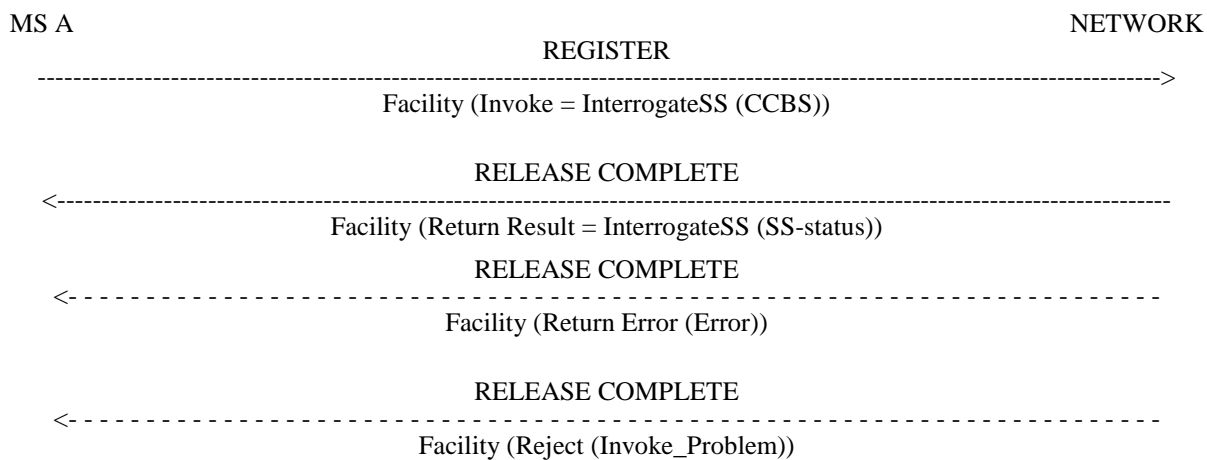 MS A NETWORK
REGISTER
Facility (Invoke = InterrogateSS (CCBS))
RELEASE COMPLETE
Facility (Return Result = InterrogateSS (SS-status))
RELEASE COMPLETE
Facility (Return Error (Error))
RELEASE COMPLETE
Facility (Reject (Invoke_Problem))